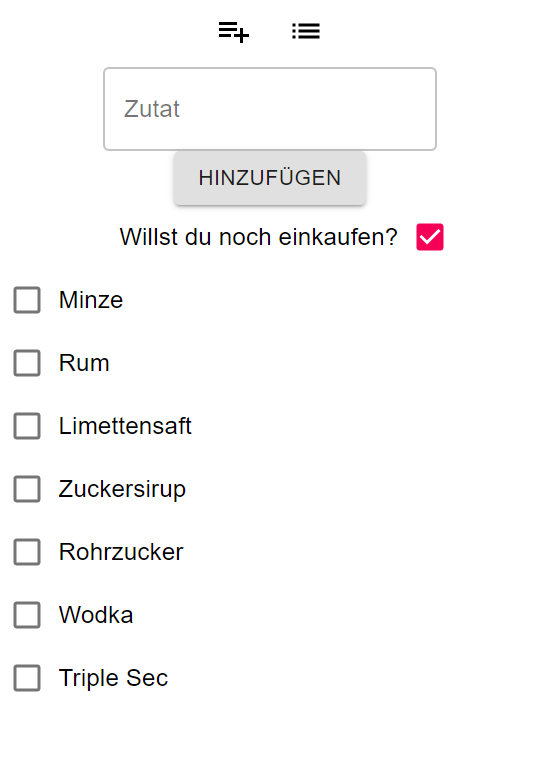 Zutat
HINZUFÜGEN
Willst du noch einkaufen?
Minze
Rum
Limettensaft
Zuckersirup
Rohrzucker
Wodka
Triple Sec